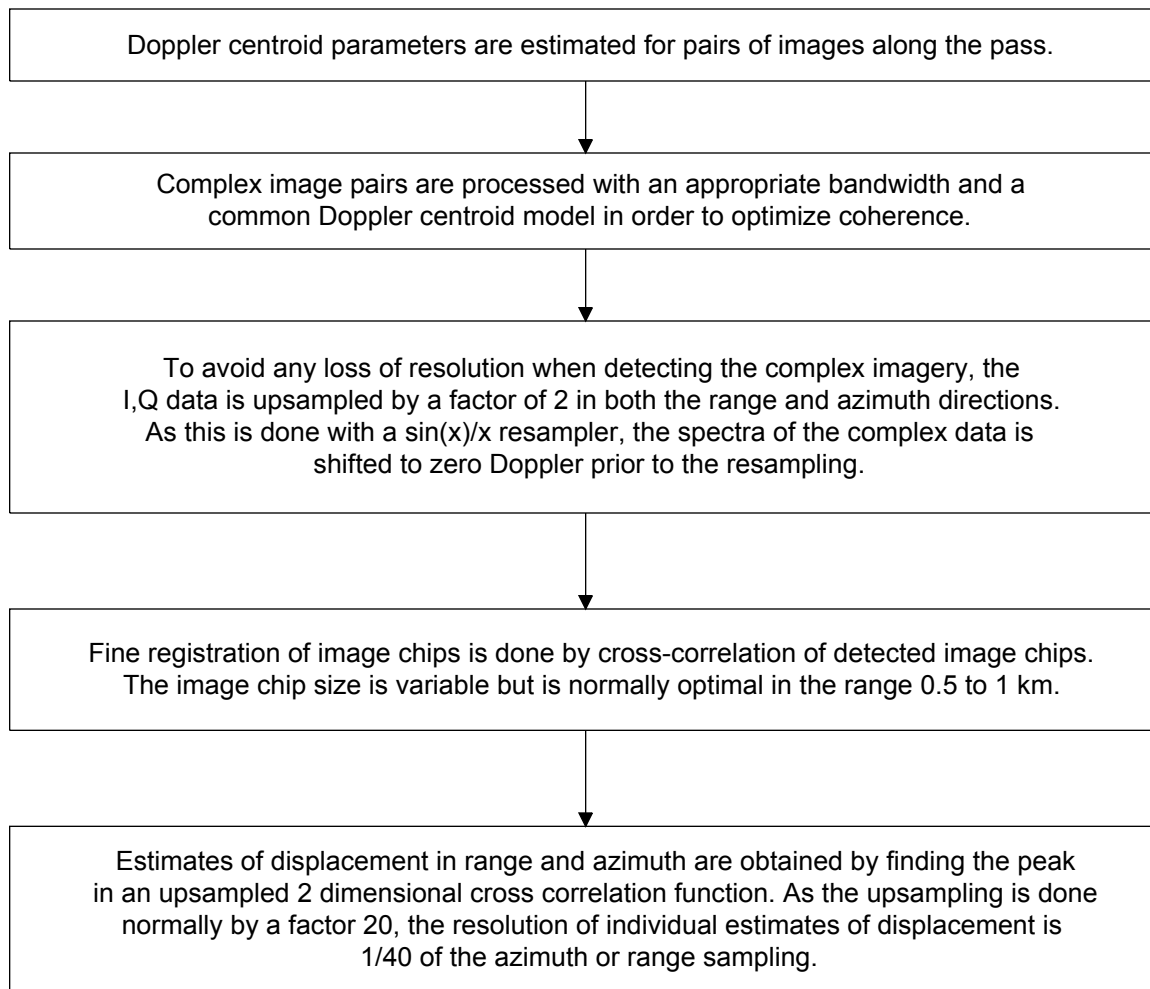 Doppler centroid parameters are estimated for pairs of images along the pass.
Complex image pairs are processed with an appropriate bandwidth and a
common Doppler centroid model in order to optimize coherence.
To avoid any loss of resolution when detecting the complex imagery, the
I,Q data is upsampled by a factor of 2 in both the range and azimuth directions.
As this is done with a sin(x)/x resampler, the spectra of the complex data is
shifted to zero Doppler prior to the resampling.
Fine registration of image chips is done by cross-correlation of detected image chips.
The image chip size is variable but is normally optimal in the range 0.5 to 1 km.
Estimates of displacement in range and azimuth are obtained by finding the peak
in an upsampled 2 dimensional cross correlation function. As the upsampling is done
normally by a factor 20, the resolution of individual estimates of displacement is
1/40 of the azimuth or range sampling.